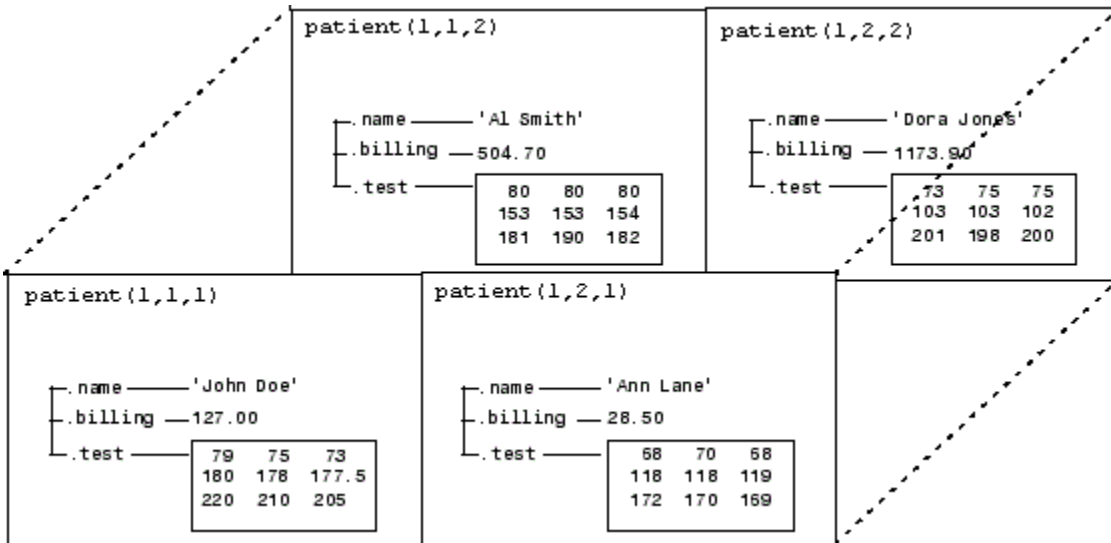 patient(1,1,2)
.name 'Al Smith'
.billing 504.70
.test
80 80 80
153 153 154
181 190 182
patient(1,2,2)
.name 'Dora Jones'
.billing 1173.90
.test
73 75 75
103 103 102
201 198 200
patient(1,1,1)
.name 'John Doe'
.billing 127.00
.test
79 75 73
180 178 177.5
220 210 205
patient(1,2,1)
.name 'Ann Lane'
.billing 28.50
.test
68 70 68
118 118 119
172 170 169